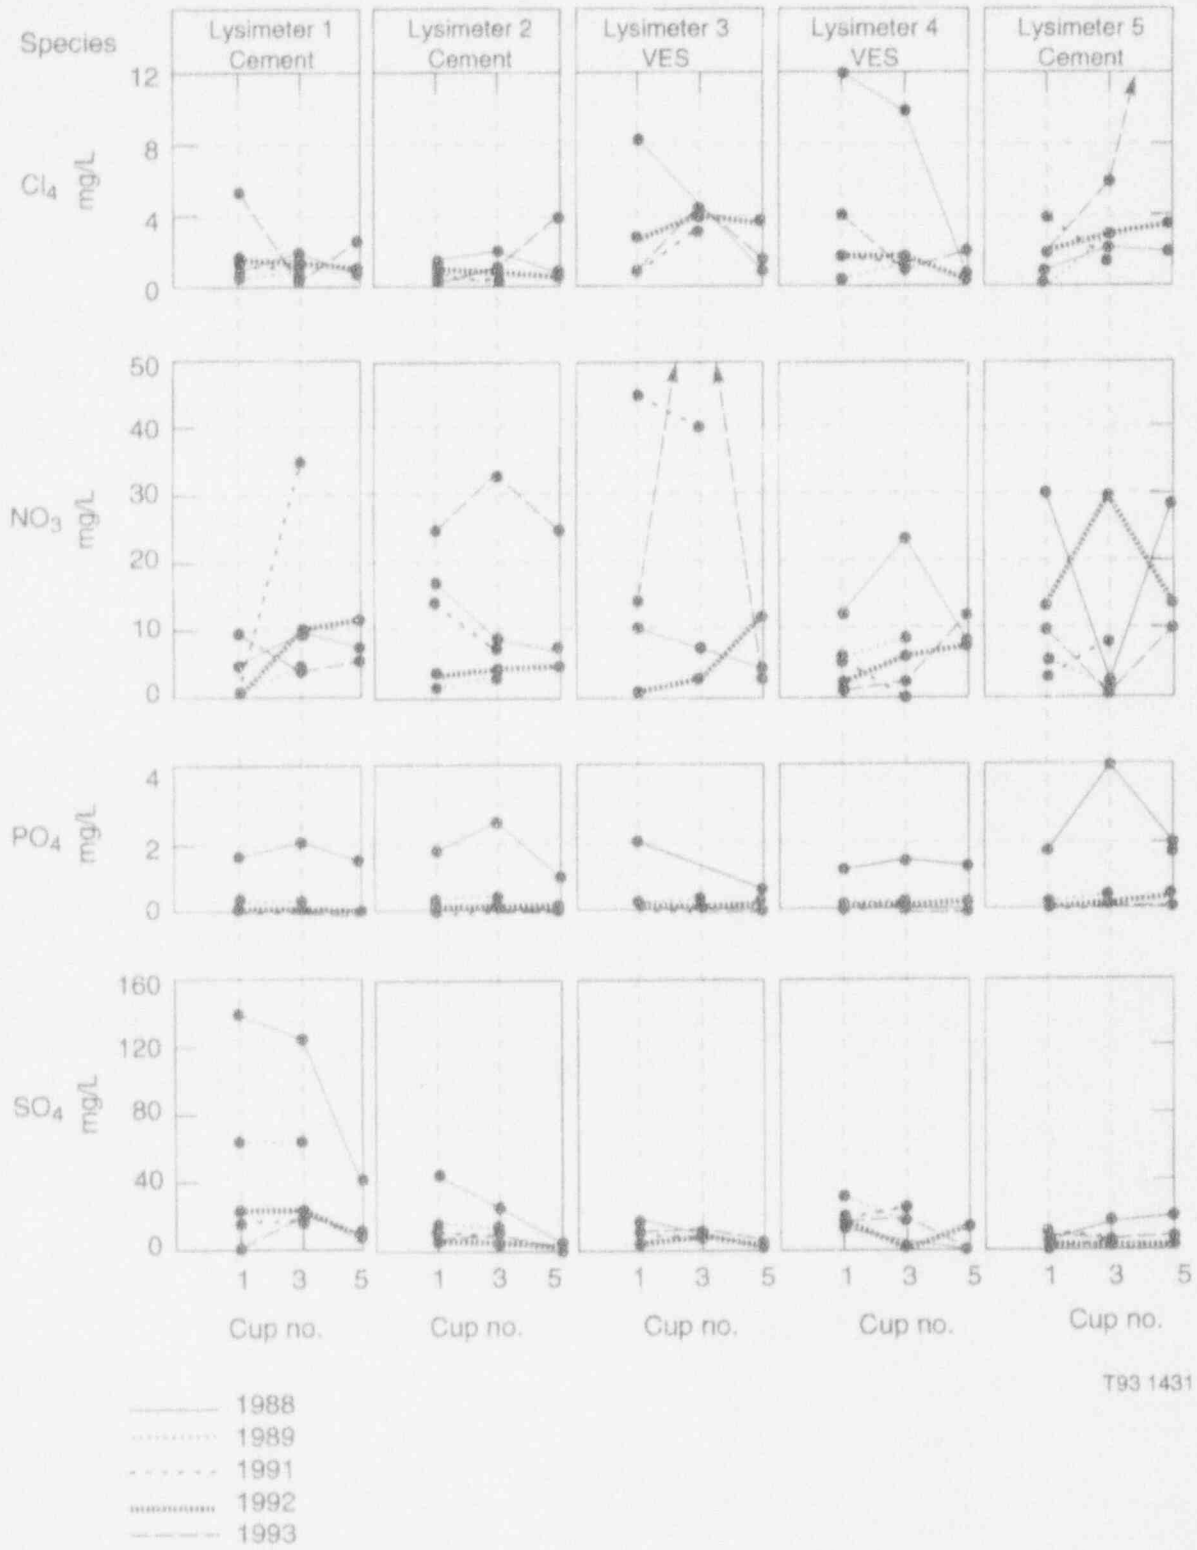 Species
Lysimeter 1 Cement
Lysimeter 2 Cement
Lysimeter 3 VES
Lysimeter 4 VES
Lysimeter 5 Cement
Cl4 mg/L
12
8
4
0
NO3 mg/L
50
40
30
20
10
0
PO4 mg/L
4
2
0
SO4 mg/L
160
120
80
40
0
1 3 5
1 3 5
1 3 5
1 3 5
1 3 5
Cup no.
Cup no.
Cup no.
Cup no.
Cup no.
T93 1431
1988
1989
1991
1992
1993